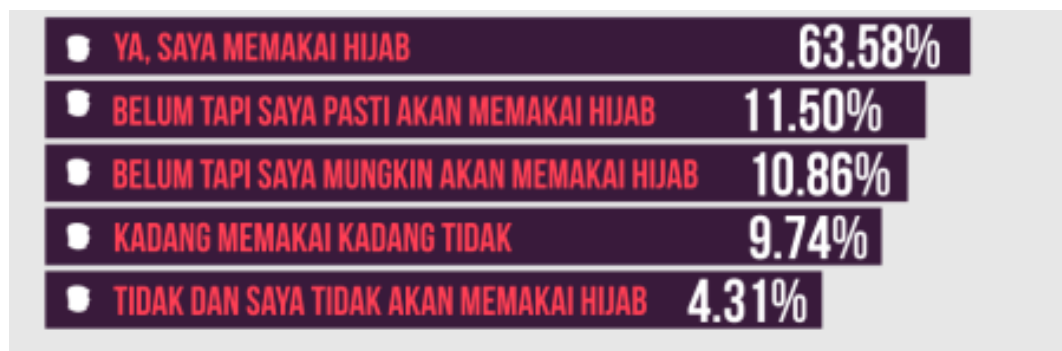 YA, SAYA MEMAKAI HIJAB 63.58%
BELUM TAPI SAYA PASTI AKAN MEMAKAI HIJAB 11.50%
BELUM TAPI SAYA MUNGKIN AKAN MEMAKAI HIJAB 10.86%
KADANG MEMAKAI KADANG TIDAK 9.74%
TIDAK DAN SAYA TIDAK AKAN MEMAKAI HIJAB 4.31%